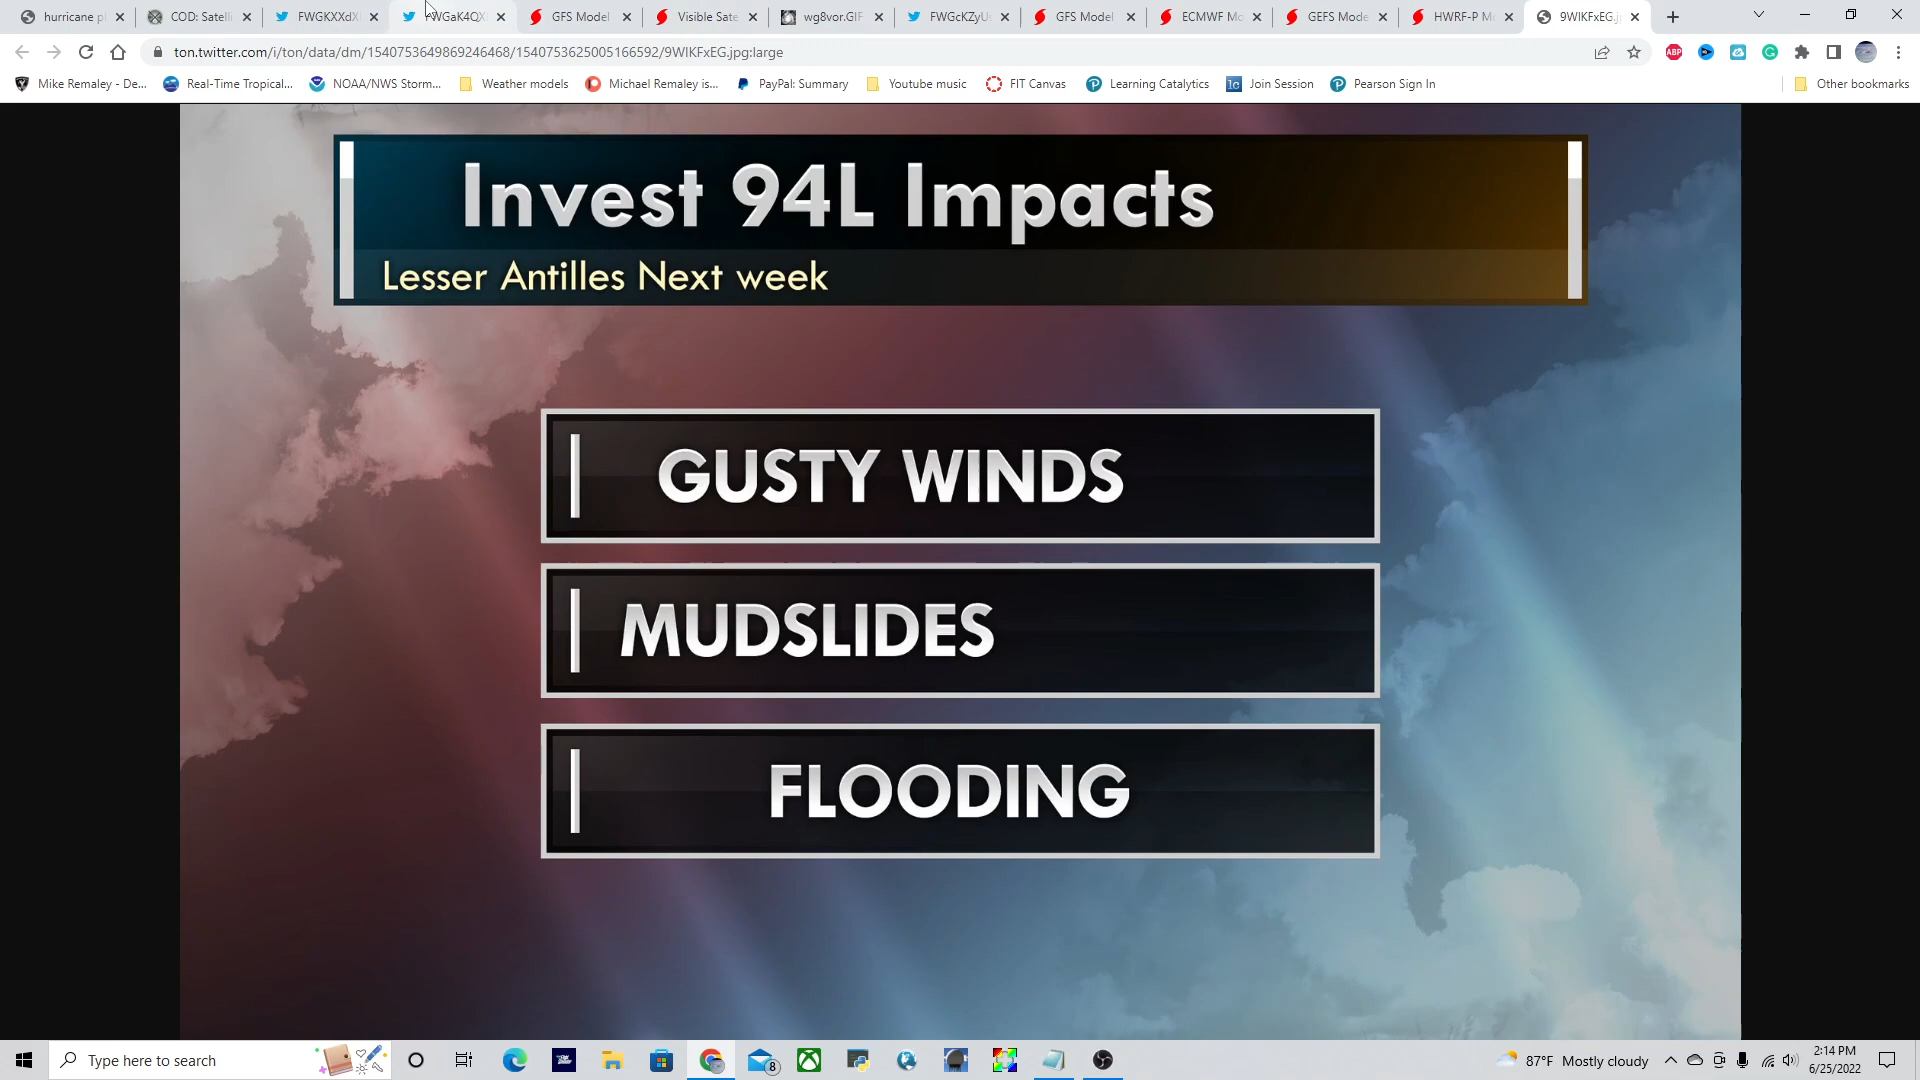 hurricane pl
COD: Satelli
FWGKXXdX
GFS Model
Visible Sate
wg8vor.GIF
FWGcKZyU
GFS Model
ECMWF Mo
GEFS Mode
HWRF-P Mo
9WIKFxEG.j
ton.twitter.com/i/ton/data/dm/1540753649869246468/1540753625005166592/9WIKFxEG.jpg:large
ABP
Mike Remaley - De...
Real-Time Tropical...
NOAA/NWS Storm...
Weather models
Michael Remaley is...
PayPal: Summary
Youtube music
FIT Canvas
Learning Catalytics
lc
Join Session
Pearson Sign In
Other bookmarks
Invest 94L Impacts
Lesser Antilles Next week
GUSTY WINDS
MUDSLIDES
FLOODING
Type here to search
8
87°F Mostly cloudy
2:14 PM
6/25/2022